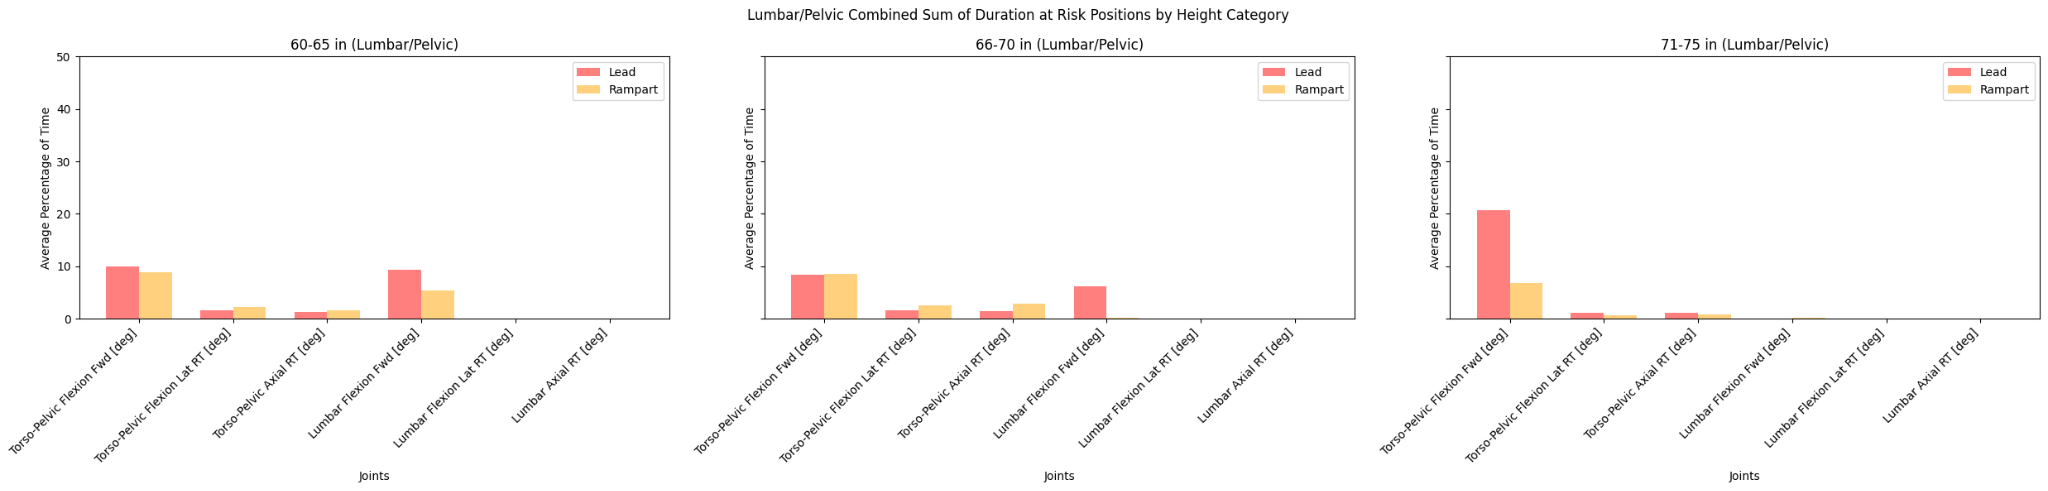 Lumbar/Pelvic Combined Sum of Duration at Risk Positions by Height Category
60-65 in (Lumbar/Pelvic)
Average Percentage of Time
50
40
30
20
10
0
Lead
Rampart
Torso-Pelvic Flexion Fwd [deg]
Torso-Pelvic Flexion Lat RT [deg]
Torso-Pelvic Axial RT [deg]
Lumbar Flexion Fwd [deg]
Lumbar Flexion Lat RT [deg]
Lumbar Axial RT [deg]
Joints
66-70 in (Lumbar/Pelvic)
Average Percentage of Time
Lead
Rampart
Torso-Pelvic Flexion Fwd [deg]
Torso-Pelvic Flexion Lat RT [deg]
Torso-Pelvic Axial RT [deg]
Lumbar Flexion Fwd [deg]
Lumbar Flexion Lat RT [deg]
Lumbar Axial RT [deg]
Joints
71-75 in (Lumbar/Pelvic)
Average Percentage of Time
Lead
Rampart
Torso-Pelvic Flexion Fwd [deg]
Torso-Pelvic Flexion Lat RT [deg]
Torso-Pelvic Axial RT [deg]
Lumbar Flexion Fwd [deg]
Lumbar Flexion Lat RT [deg]
Lumbar Axial RT [deg]
Joints